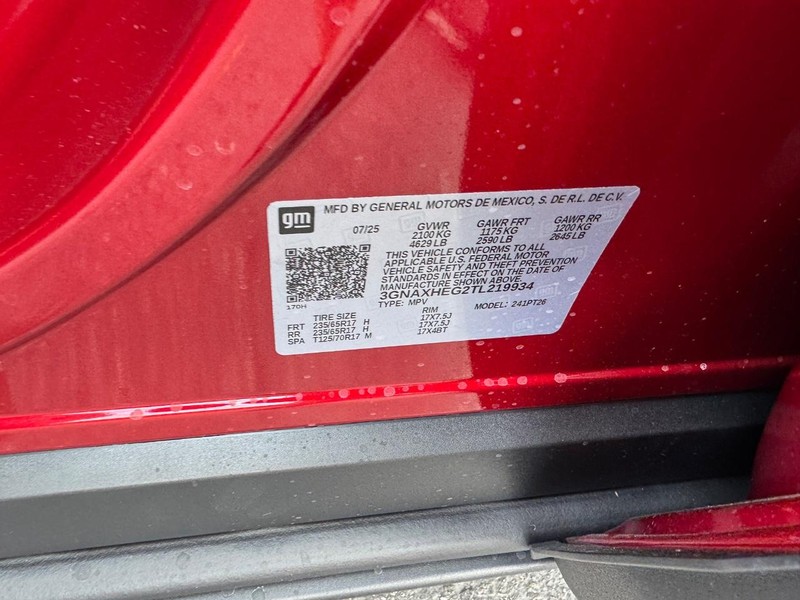 gm
MFD BY GENERAL MOTORS DE MEXICO, S. DE R.L. DE C.V.
07/25 GVWR GAWR FRT GAWR RR
2100 KG 1175 KG 1200 KG
4629 LB 2590 LB 2645 LB
THIS VEHICLE CONFORMS TO ALL
APPLICABLE U.S. FEDERAL MOTOR
VEHICLE SAFETY AND THEFT PREVENTION
STANDARDS IN EFFECT ON THE DATE OF
MANUFACTURE SHOWN ABOVE.
3GNAXHEG2TL219934
170H
TYPE: MPV MODEL: 241PT26
TIRE SIZE RIM
FRT 235/65R17 H 17X7.5J
RR 235/65R17 H 17X7.5J
SPA T125/70R17 M 17X4BT